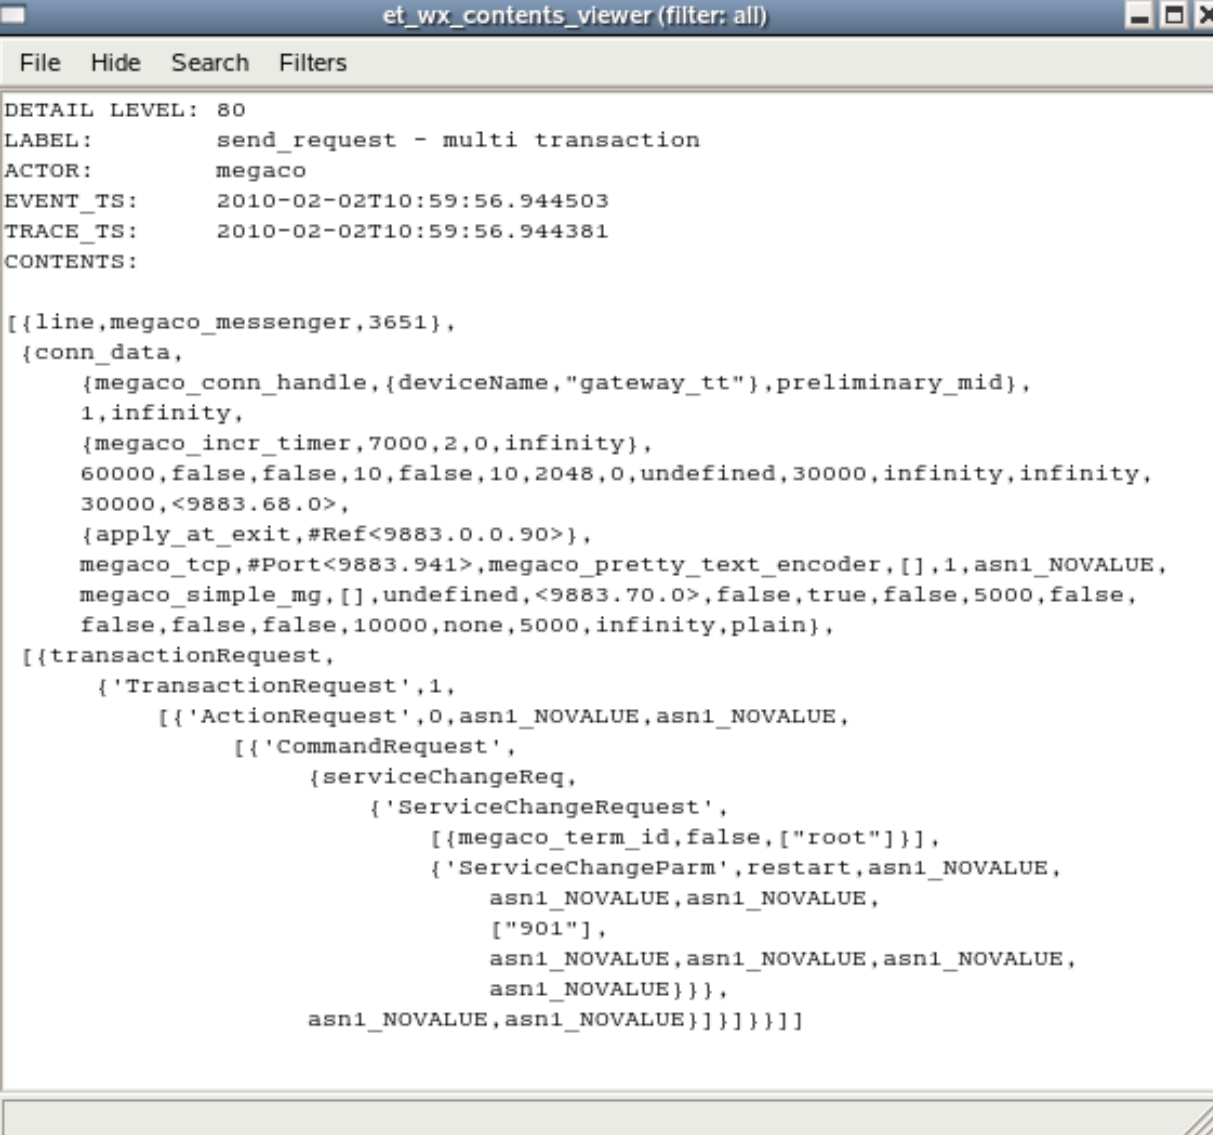 et_wx_contents_viewer (filter: all)
File Hide Search Filters
DETAIL LEVEL: 80
LABEL:        send_request - multi transaction
ACTOR:        megaco
EVENT_TS:     2010-02-02T10:59:56.944503
TRACE_TS:     2010-02-02T10:59:56.944381
CONTENTS:

[{line,megaco_messenger,3651},
 {conn_data,
     {megaco_conn_handle,{deviceName,"gateway_tt"},preliminary_mid},
     1,infinity,
     {megaco_incr_timer,7000,2,0,infinity},
     60000,false,false,10,false,10,2048,0,undefined,30000,infinity,infinity,
     30000,<9883.68.0>,
     {apply_at_exit,#Ref<9883.0.0.90>},
     megaco_tcp,#Port<9883.941>,megaco_pretty_text_encoder,[],1,asn1_NOVALUE,
     megaco_simple_mg,[],undefined,<9883.70.0>,false,true,false,5000,false,
     false,false,false,10000,none,5000,infinity,plain},
 [{transactionRequest,
      {'TransactionRequest',1,
          [{'ActionRequest',0,asn1_NOVALUE,asn1_NOVALUE,
               [{'CommandRequest',
                    {serviceChangeReq,
                        {'ServiceChangeRequest',
                            [{megaco_term_id,false,["root"]}],
                            {'ServiceChangeParm',restart,asn1_NOVALUE,
                                asn1_NOVALUE,asn1_NOVALUE,
                                ["901"],
                                asn1_NOVALUE,asn1_NOVALUE,asn1_NOVALUE,
                                asn1_NOVALUE}}},
                    asn1_NOVALUE,asn1_NOVALUE}]}]}}]]